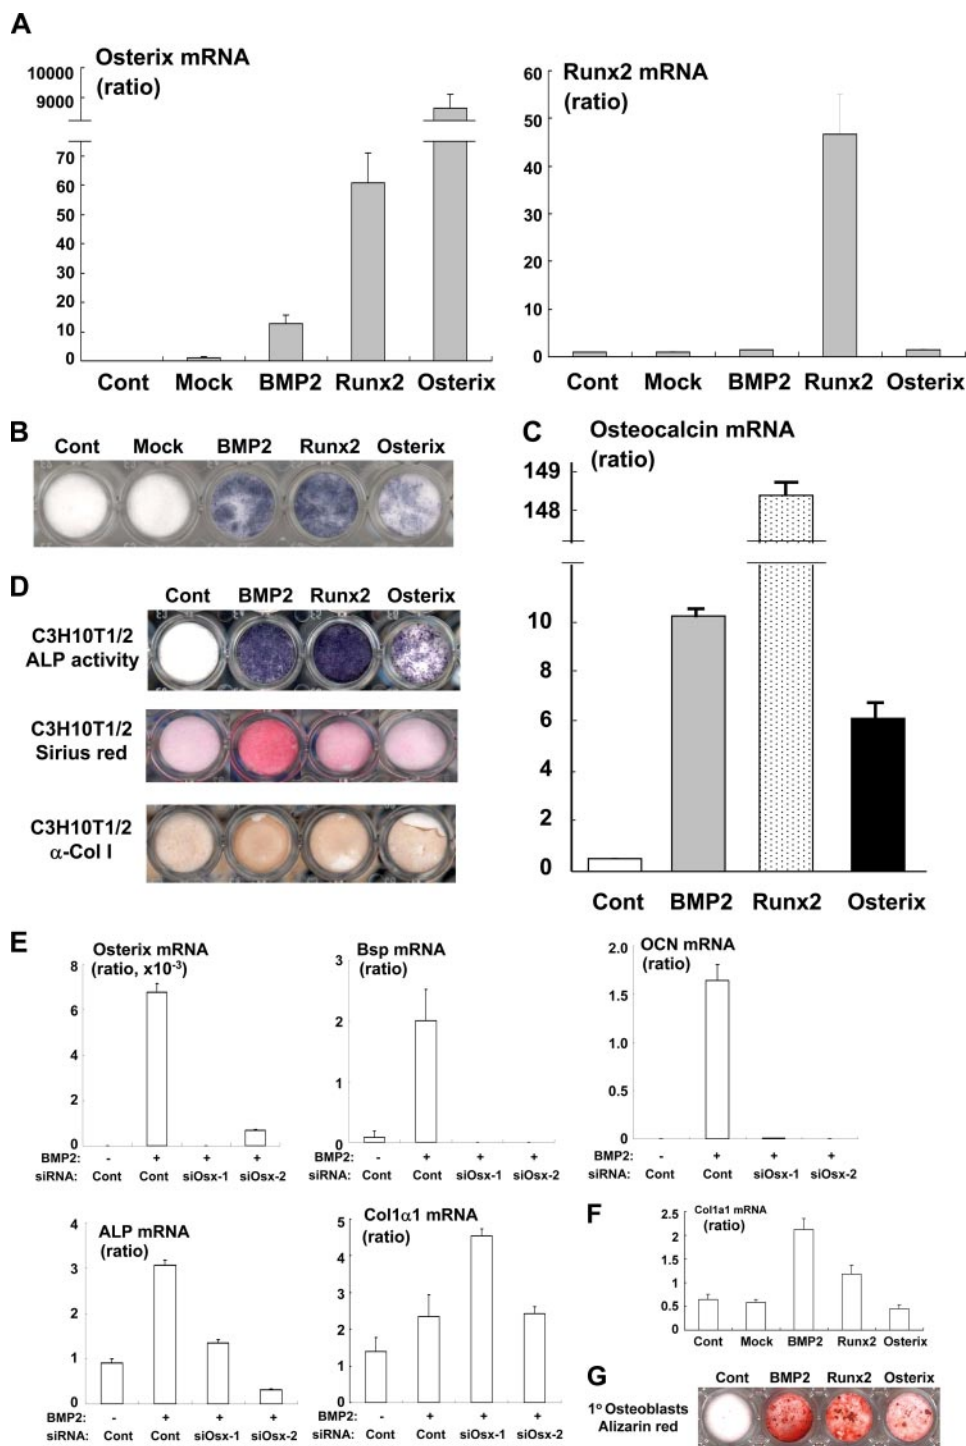 A
Osterix mRNA
(ratio)
10000
9000
70
60
50
40
30
20
10
0
Cont Mock BMP2 Runx2 Osterix
Runx2 mRNA
(ratio)
60
50
40
30
20
10
0
Cont Mock BMP2 Runx2 Osterix
B
Cont Mock BMP2 Runx2 Osterix
C
Osteocalcin mRNA
(ratio)
149
148
10
8
6
4
2
0
Cont BMP2 Runx2 Osterix
D
Cont BMP2 Runx2 Osterix
C3H10T1/2
ALP activity
C3H10T1/2
Sirius red
C3H10T1/2
α-Col I
E
Osterix mRNA
(ratio, x10⁻³)
8
6
4
2
0
BMP2: - + + +
siRNA: Cont Cont siOsx-1 siOsx-2
Bsp mRNA
(ratio)
3
2
1
0
BMP2: - + + +
siRNA: Cont Cont siOsx-1 siOsx-2
OCN mRNA
(ratio)
2.0
1.5
1.0
0.5
0
BMP2: - + + +
siRNA: Cont Cont siOsx-1 siOsx-2
ALP mRNA
(ratio)
4
3
2
1
0
BMP2: - + + +
siRNA: Cont Cont siOsx-1 siOsx-2
Col1α1 mRNA
(ratio)
5
4
3
2
1
0
BMP2: - + + +
siRNA: Cont Cont siOsx-1 siOsx-2
F
Col1a1 mRNA
(ratio)
2.5
2
1.5
1
0.5
0
Cont Mock BMP2 Runx2 Osterix
G
Cont BMP2 Runx2 Osterix
1º Osteoblasts
Alizarin red